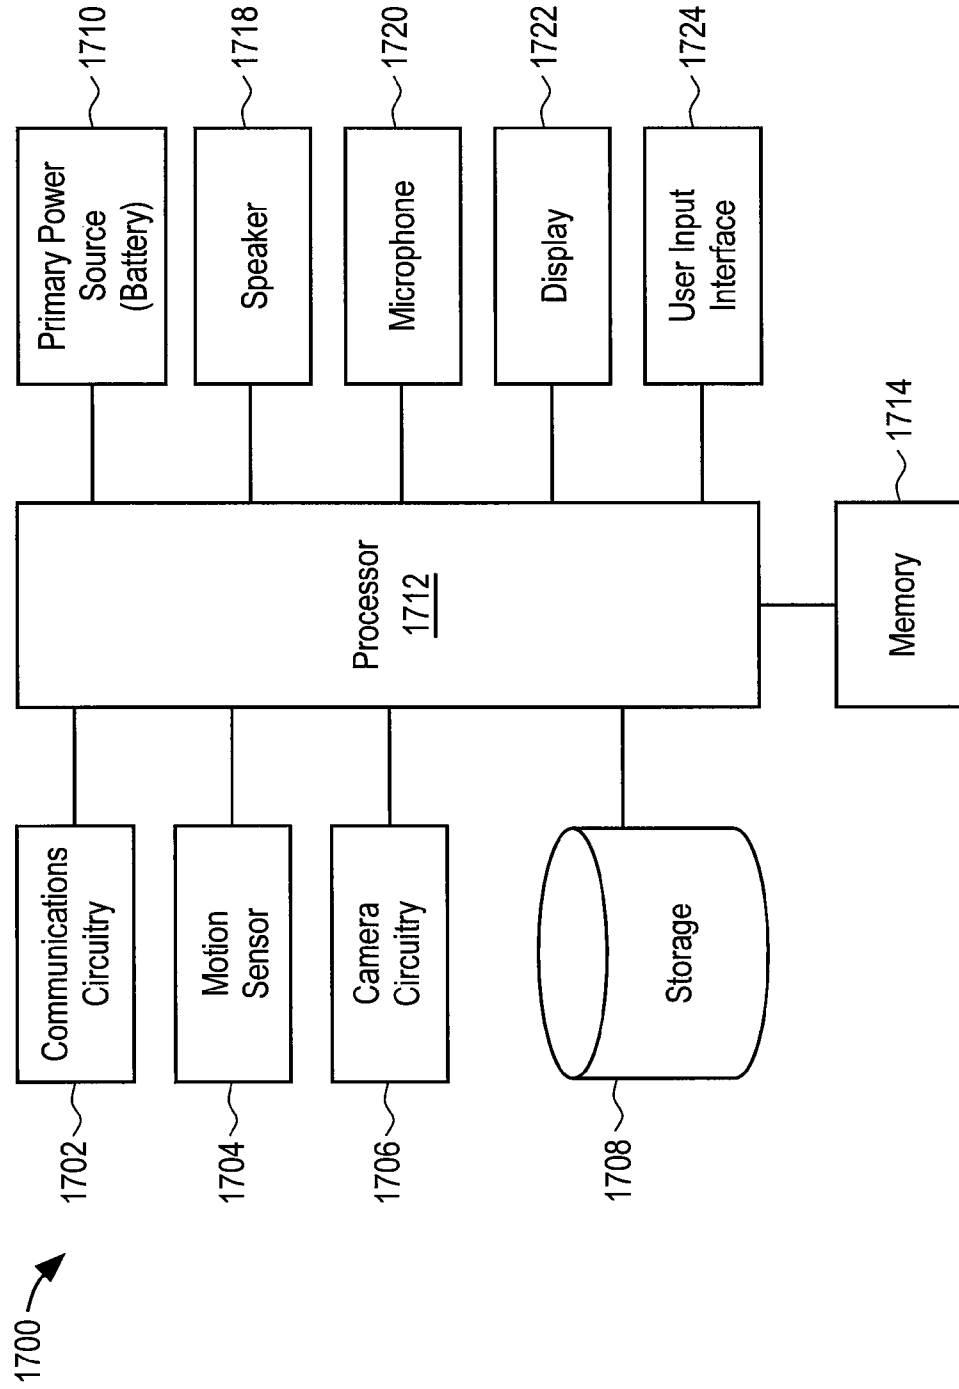 1700
1702
Communications
Circuitry
1704
Motion
Sensor
1706
Camera
Circuitry
1708
Storage
Processor
1712
Memory
1714
Primary Power
Source
(Battery)
1710
Speaker
1718
Microphone
1720
Display
1722
User Input
Interface
1724